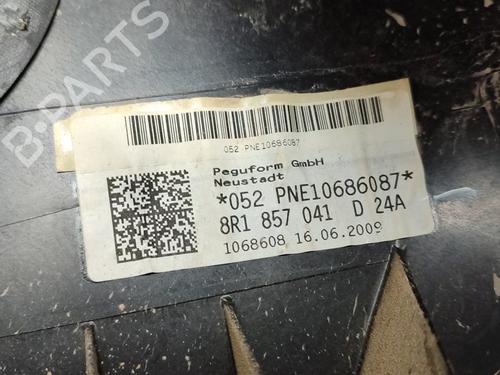 B-PARTS
052 PNE10686087
Peguform GmbH
Neustadt
*052 PNE10686087*
8R1 857 041 D 24A
1068608 16.06.2009